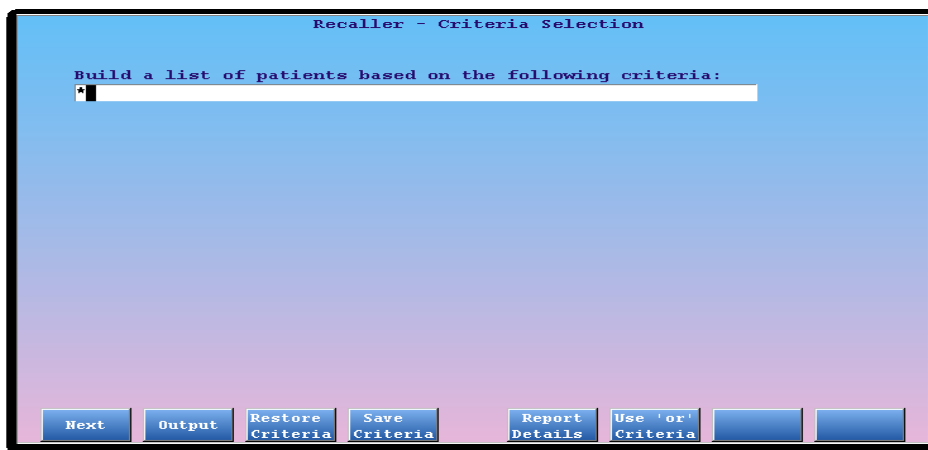 Recaller - Criteria Selection
Build a list of patients based on the following criteria:
*
Next
Output
Restore
Criteria
Save
Criteria
Report
Details
Use 'or'
Criteria